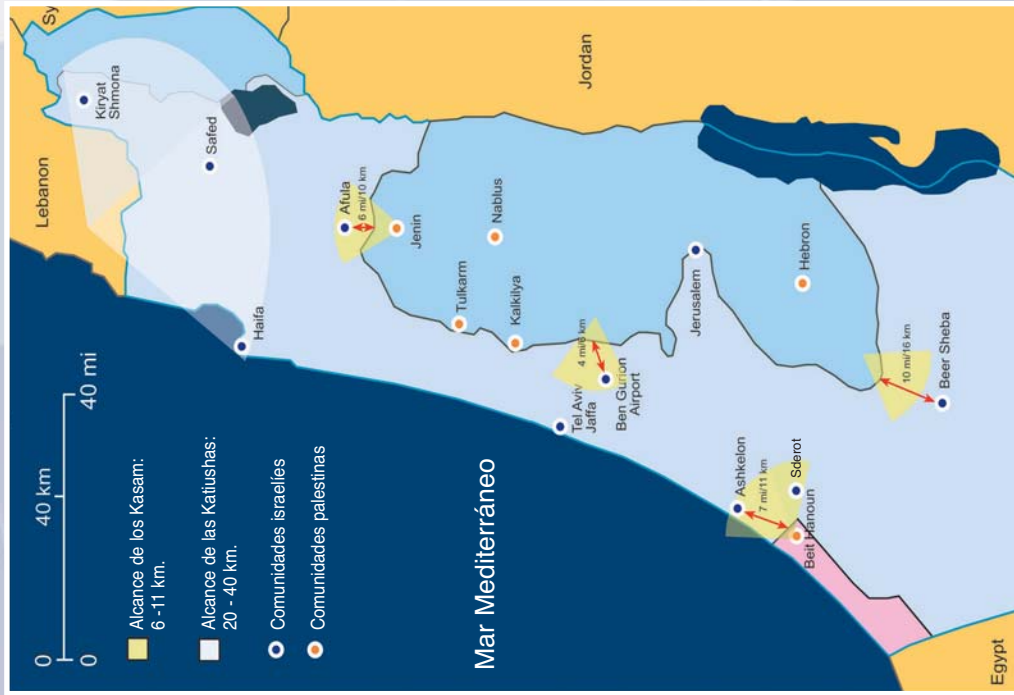 0
40 km
0
40 mi
Alcance de los Kasam:
6 -11 km.
Alcance de las Katiushas:
20 - 40 km.
Comunidades israelíes
Comunidades palestinas
Mar Mediterráneo
Lebanon
Sy
Kiryat
Shmona
Safed
Haifa
Afula
6 mi/10 km
Jenin
Nablus
Tulkarm
Kalkilya
4 mi/6 km
Tel Aviv
Jaffa
Ben Gurion
Airport
Jerusalem
Jordan
Hebron
Ashkelon
7 mi/11 km
Sderot
Beit Hanoun
10 mi/16 km
Beer Sheba
Egypt